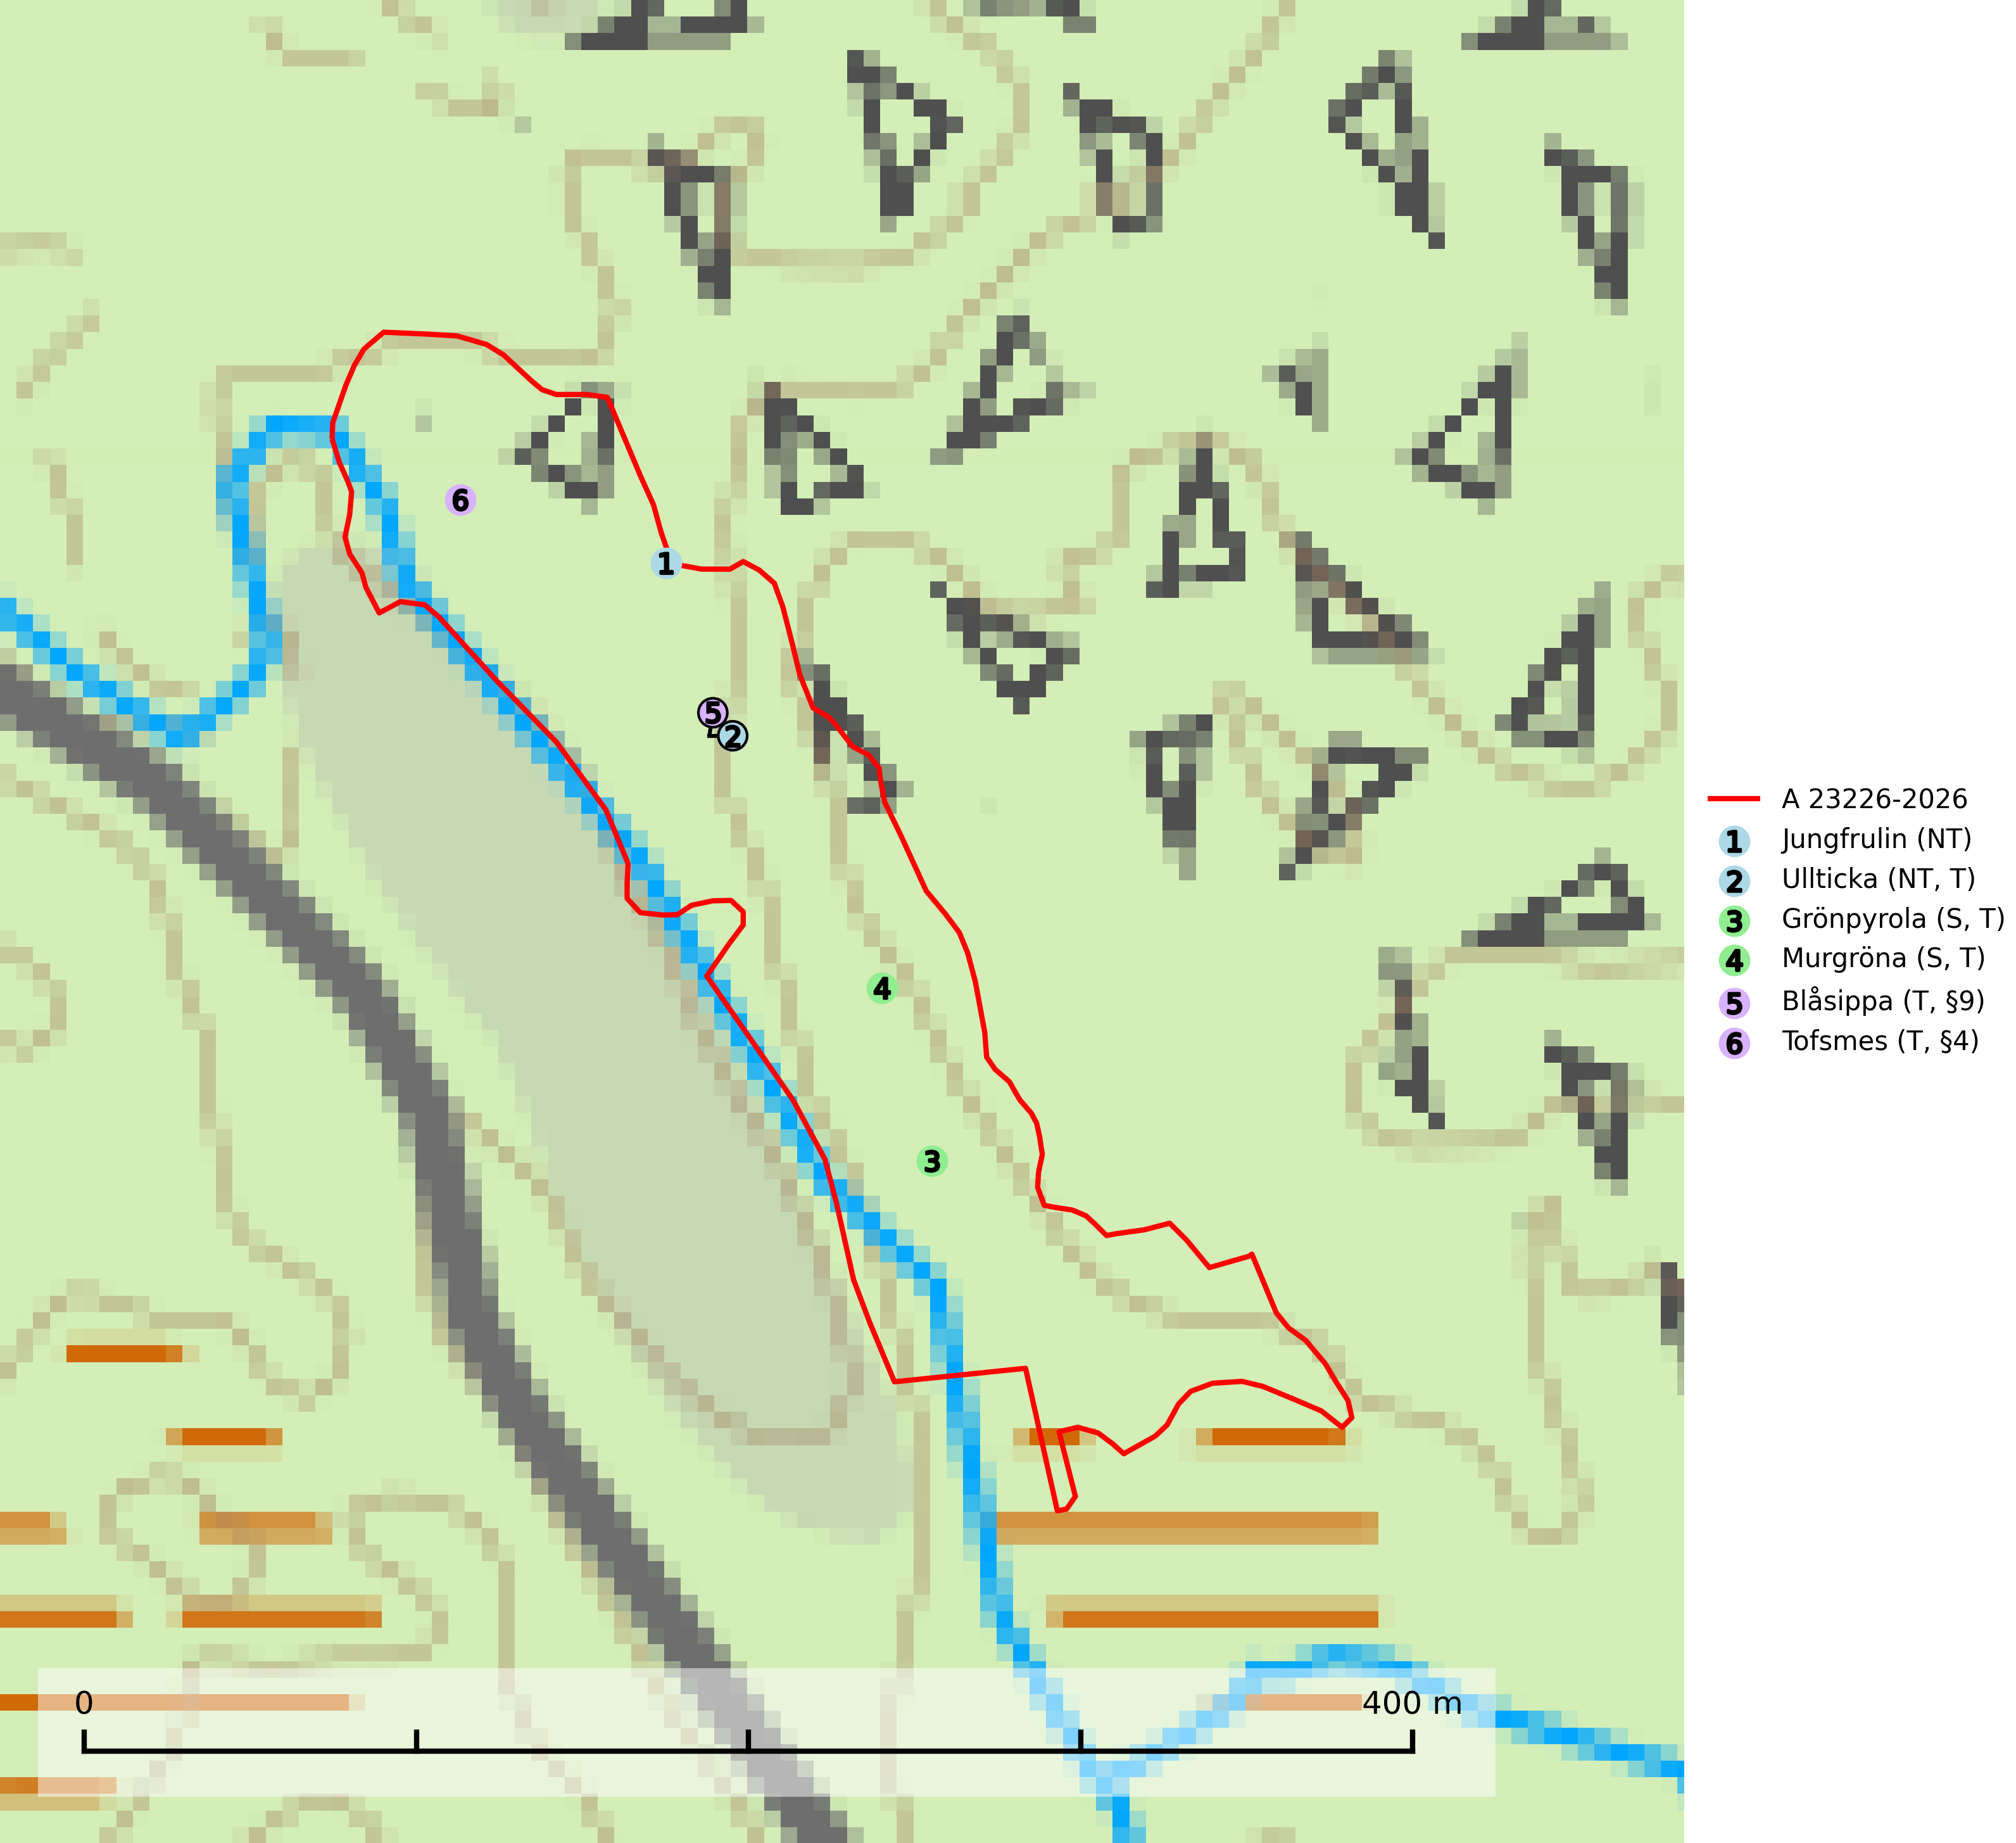 6
1
5
2
4
3
A 23226-2026
1 Jungfrulin (NT)
2 Ullticka (NT, T)
3 Grönpyrola (S, T)
4 Murgröna (S, T)
5 Blåsippa (T, §9)
6 Tofsmes (T, §4)
0 400 m